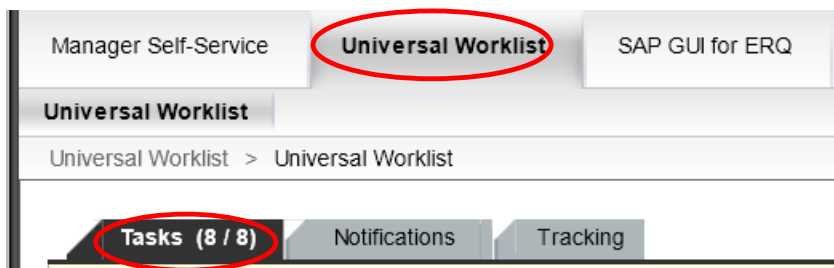 Manager Self-Service Universal Worklist SAP GUI for ERQ
Universal Worklist
Universal Worklist > Universal Worklist
Tasks (8 / 8) Notifications Tracking